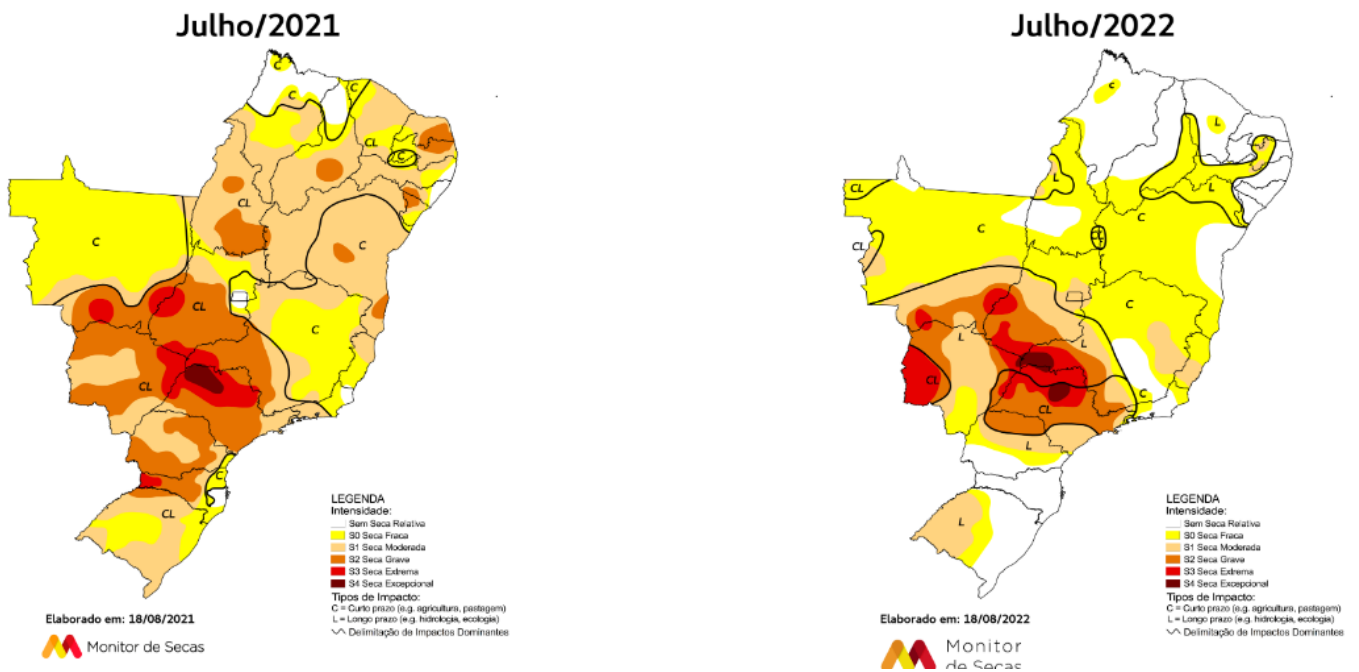 Julho/2021
C
C
C
CL
C
CL
C
C
CL
C
CL
C
CL
LEGENDA
Intensidade:
Sem Seca Relativa
S0 Seca Fraca
S1 Seca Moderada
S2 Seca Grave
S3 Seca Extrema
S4 Seca Excepcional
Tipos de Impacto:
C = Curto prazo (e.g. agricultura, pastagem)
L = Longo prazo (e.g. hidrologia, ecologia)
Delimitação de Impactos Dominantes
Elaborado em: 18/08/2021
Monitor de Secas
Julho/2022
C
L
L
CL
L
C
CL
L
C
L
L
CL
C
CL
L
L
LEGENDA
Intensidade:
Sem Seca Relativa
S0 Seca Fraca
S1 Seca Moderada
S2 Seca Grave
S3 Seca Extrema
S4 Seca Excepcional
Tipos de Impacto:
C = Curto prazo (e.g. agricultura, pastagem)
L = Longo prazo (e.g. hidrologia, ecologia)
Delimitação de Impactos Dominantes
Elaborado em: 18/08/2022
Monitor
de Secas